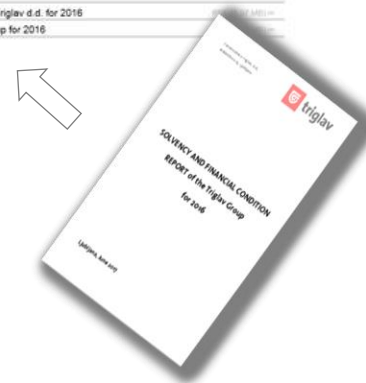 riglav d.d. for 2016
p for 2016
triglav
SOLVENCY AND FINANCIAL CONDITION
REPORT of the Triglav Group
for 2016
Ljubljana, June 2017